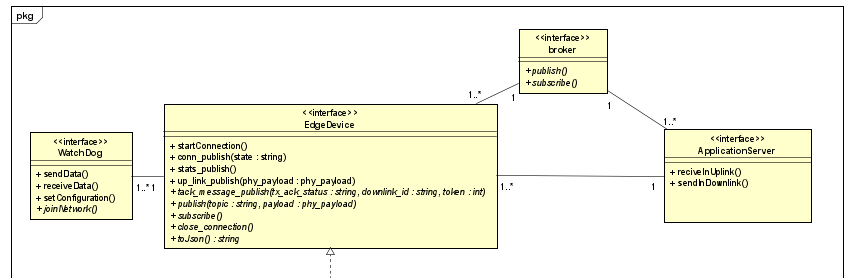 pkg
<<interface>>
broker
+publish()
+subscribe()
1..*
1
1
1..*
<<interface>>
EdgeDevice
+ startConnection()
+ conn_publish(state : string)
+ stats_publish()
+ up_link_publish(phy_payload : phy_payload)
+ tack_message_publish(tx_ack_status : string, downlink_id : string, token : int)
+ publish(topic : string, payload : phy_payload)
+ subscribe()
+ close_connection()
+ toJson() : string
<<interface>>
WatchDog
+ sendData()
+ receiveData()
+ setConfiguration()
+ joinNetwork()
1..*
1
<<interface>>
ApplicationServer
+ reciveInUplink()
+ sendInDownlink()
1..*
1